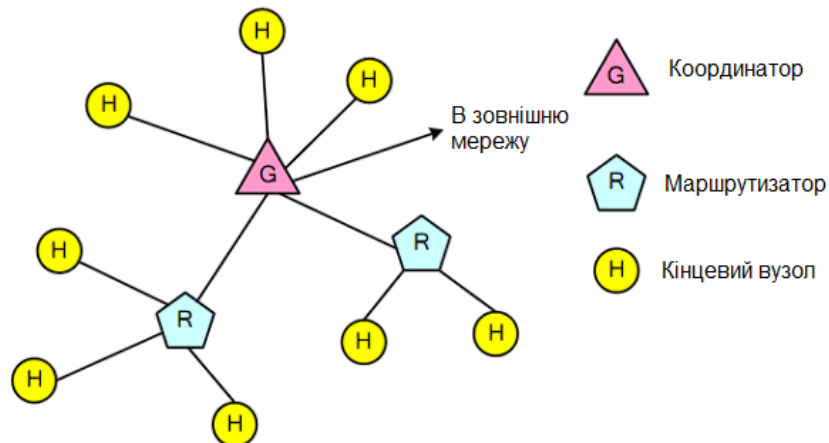 H
H
H
G
В зовнішню
мережу
R
H
R
H
H
H
H
G
Координатор
R
Маршрутизатор
H
Кінцевий вузол